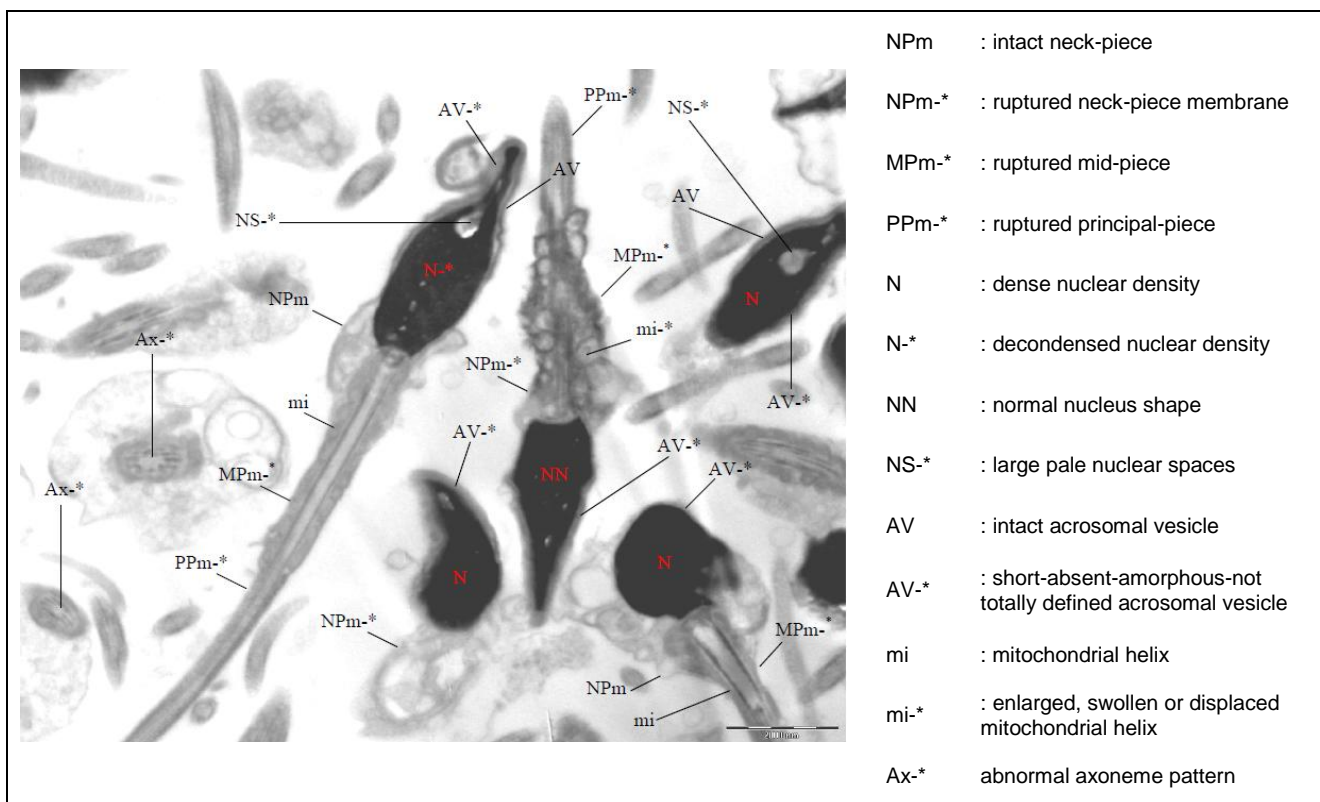 PPm-*
AV-*
NS-*
AV
AV
NS-*
MPm-*
N-*
N
NPm
Ax-*
mi-*
NPm-*
mi
AV-*
AV-*
AV-*
AV-*
MPm-*
NN
Ax-*
PPm-*
N
N
NPm-*
MPm-*
NPm
mi
NPm : intact neck-piece
NPm-* : ruptured neck-piece membrane
MPm-* : ruptured mid-piece
PPm-* : ruptured principal-piece
N : dense nuclear density
N-* : decondensed nuclear density
NN : normal nucleus shape
NS-* : large pale nuclear spaces
AV : intact acrosomal vesicle
AV-* : short-absent-amorphous-not
totally defined acrosomal vesicle
mi : mitochondrial helix
mi-* : enlarged, swollen or displaced
mitochondrial helix
Ax-* abnormal axoneme pattern